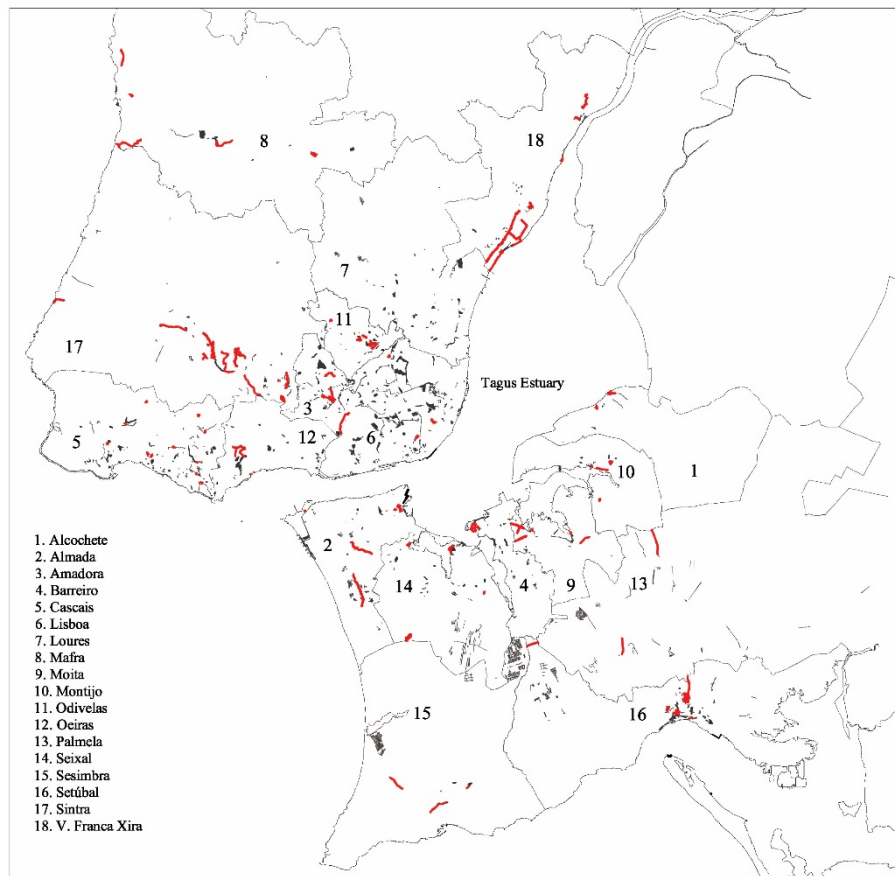 8
18
7
11
17
Tagus Estuary
3
5
12
6
10
1
2
14
4
9
13
15
16
1. Alcochete
2. Almada
3. Amadora
4. Barreiro
5. Cascais
6. Lisboa
7. Loures
8. Mafra
9. Moita
10. Montijo
11. Odivelas
12. Oeiras
13. Palmela
14. Seixal
15. Sesimbra
16. Setúbal
17. Sintra
18. V. Franca Xira